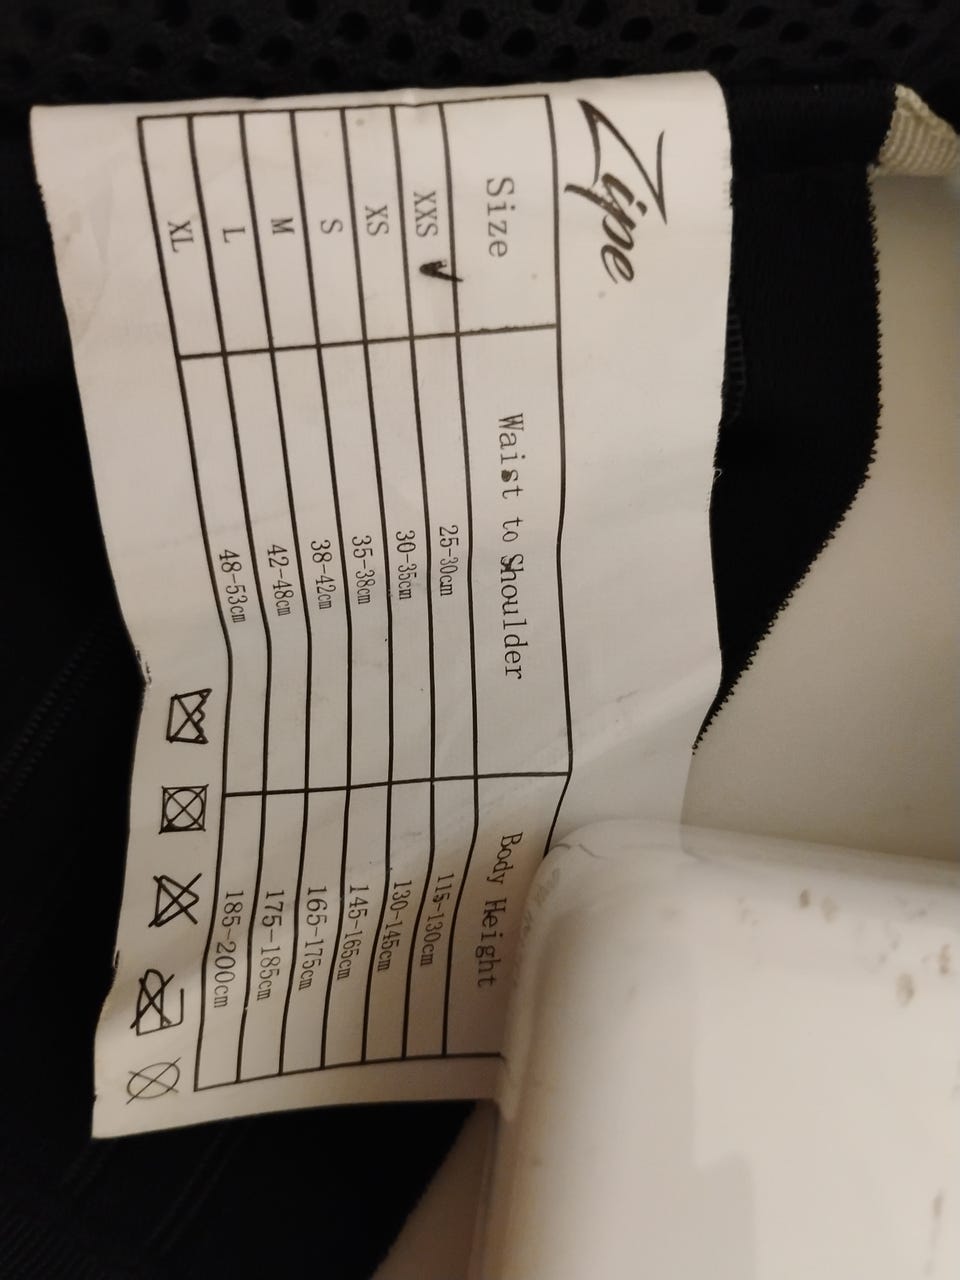 Zipe
Size Waist to Shoulder Body Height
XXS ✓ 25-30cm 115-130cm
XS 30-35cm 130-145cm
S 35-38cm 145-165cm
M 38-42cm 165-175cm
L 42-48cm 175-185cm
XL 48-53cm 185-200cm